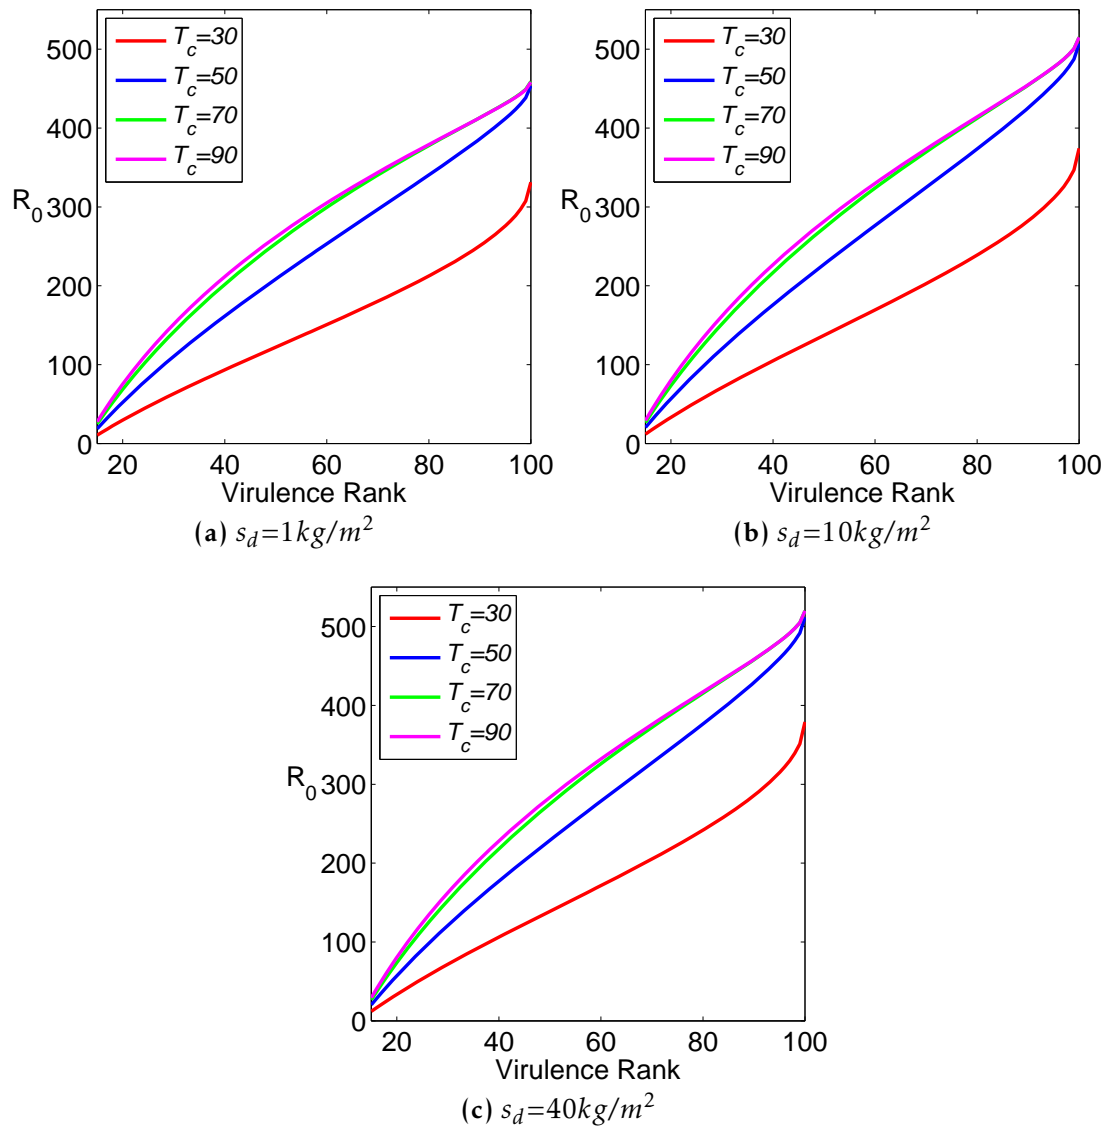 500
400
R_0 300
200
100
0
20 40 60 80 100
T_c=30
T_c=50
T_c=70
T_c=90
Virulence Rank
(a) s_d=1kg/m^2
500
400
R_0 300
200
100
0
20 40 60 80 100
T_c=30
T_c=50
T_c=70
T_c=90
Virulence Rank
(b) s_d=10kg/m^2
500
400
R_0 300
200
100
0
20 40 60 80 100
T_c=30
T_c=50
T_c=70
T_c=90
Virulence Rank
(c) s_d=40kg/m^2